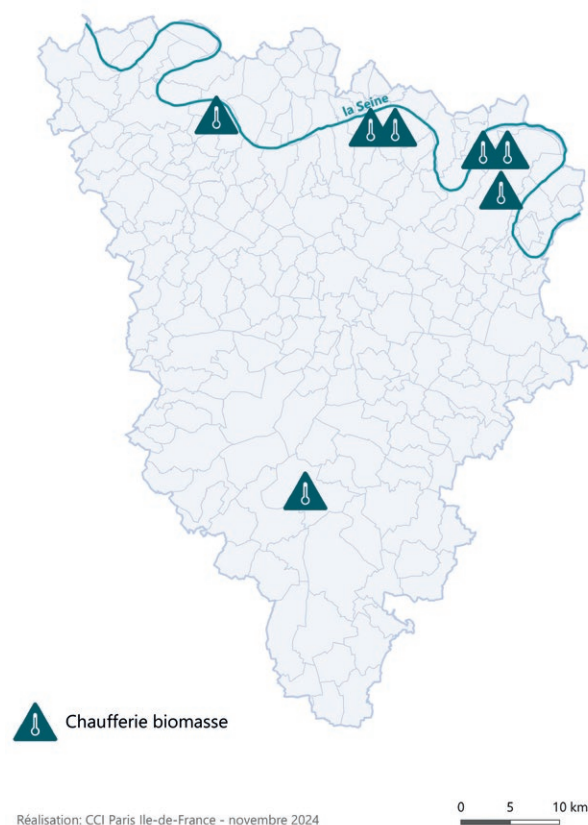 la Seine
Chaufferie biomasse
0 5 10 km
Réalisation: CCI Paris Ile-de-France - novembre 2024